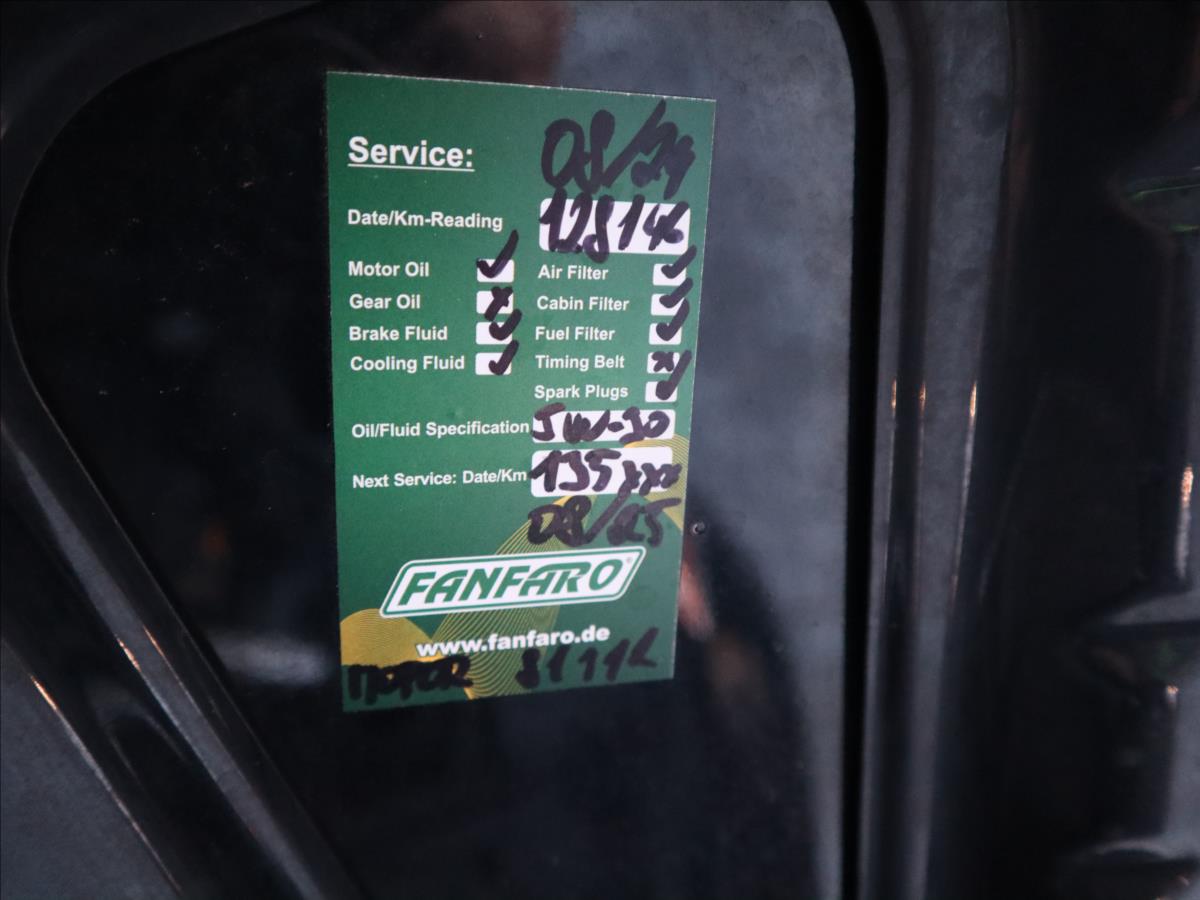 Service: 08/24
Date/Km-Reading 128146
Motor Oil ✓ Air Filter ✓
Gear Oil x Cabin Filter ✓
Brake Fluid ✓ Fuel Filter ✓
Cooling Fluid ✓ Timing Belt x
Spark Plugs ✓
Oil/Fluid Specification 5W-30
Next Service: Date/Km 135xxx
08/25
FANFARO
www.fanfaro.de
MOTOR